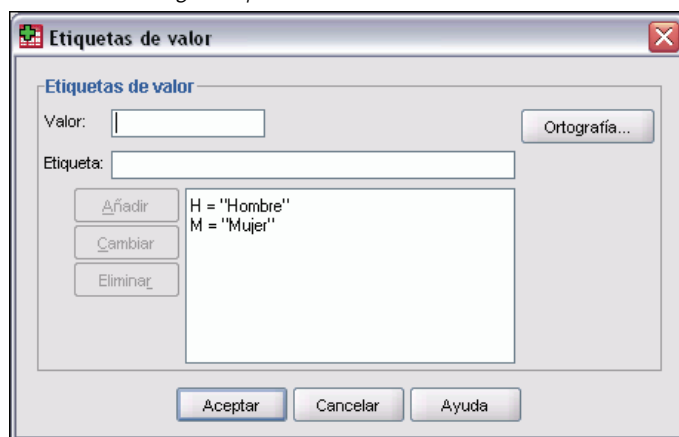 Etiquetas de valor
Etiquetas de valor
Valor:
Ortografía...
Etiqueta:
Añadir
H = "Hombre"
M = "Mujer"
Cambiar
Eliminar
Aceptar
Cancelar
Ayuda